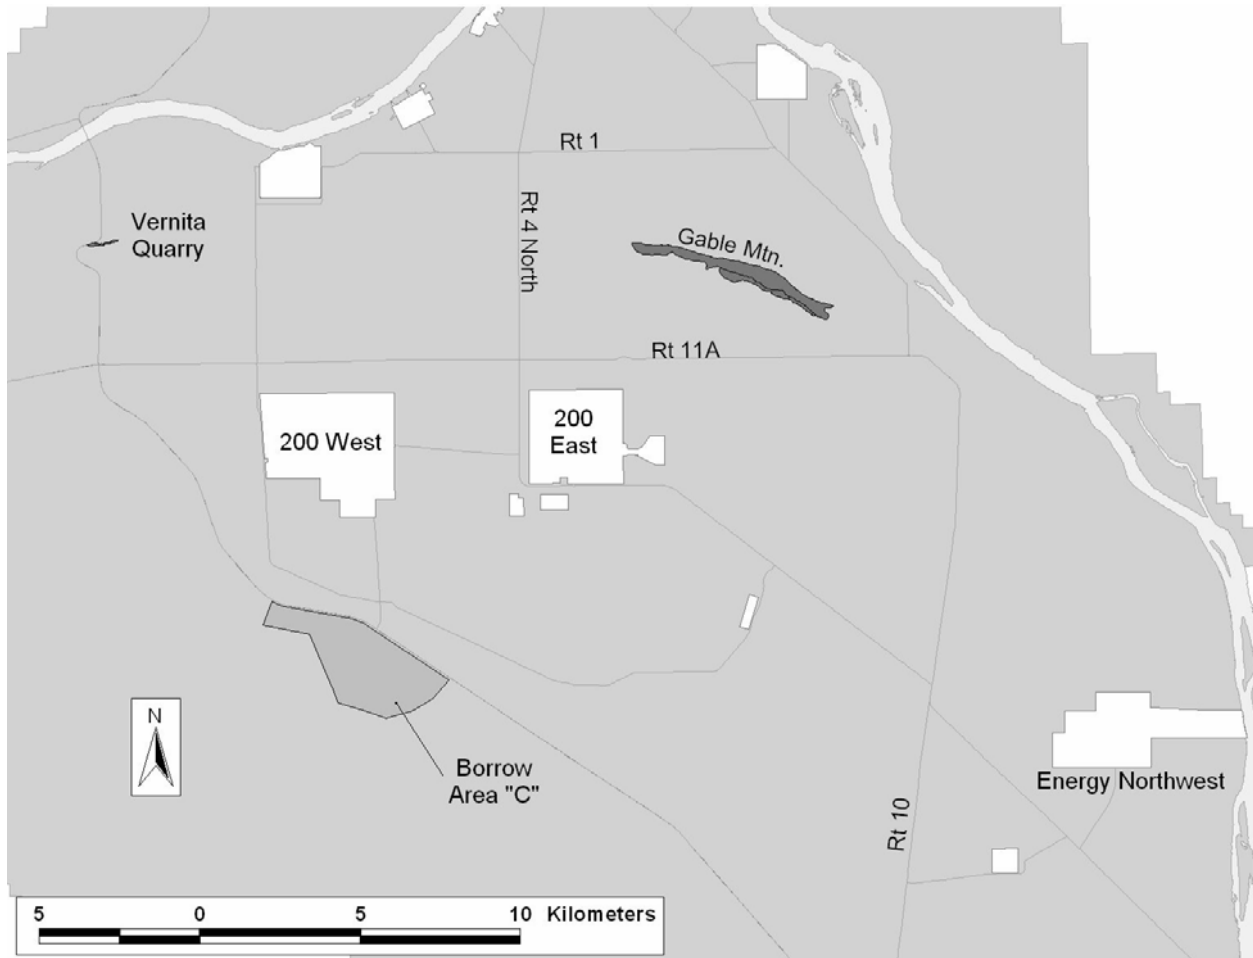 Rt 1
Rt 4 North
Vernita
Quarry
Gable Mtn.
Rt 11A
200 West
200
East
N
Borrow
Area "C"
Energy Northwest
Rt 10
5 0 5 10 Kilometers